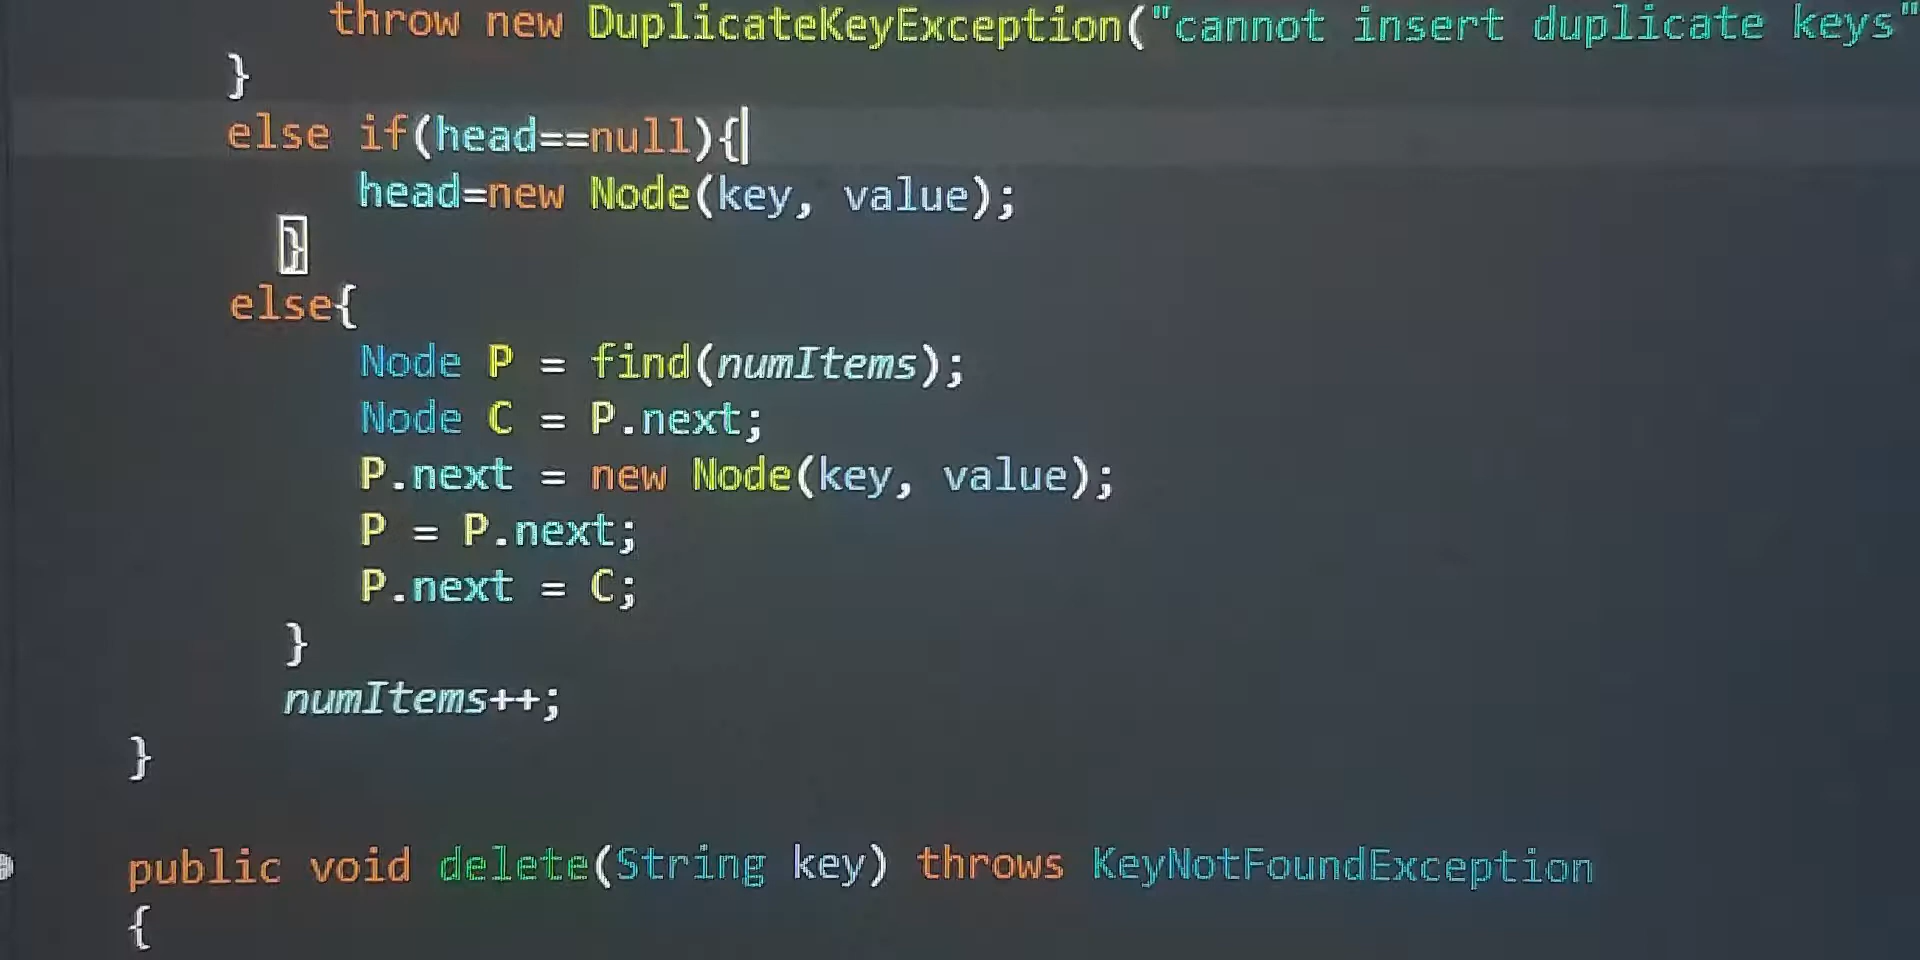 throw new DuplicateKeyException("cannot insert duplicate keys"
}
else if(head==null){
head=new Node(key, value);
}
else{
Node P = find(numItems);
Node C = P.next;
P.next = new Node(key, value);
P = P.next;
P.next = C;
}
numItems++;
}
public void delete(String key) throws KeyNotFoundException
{